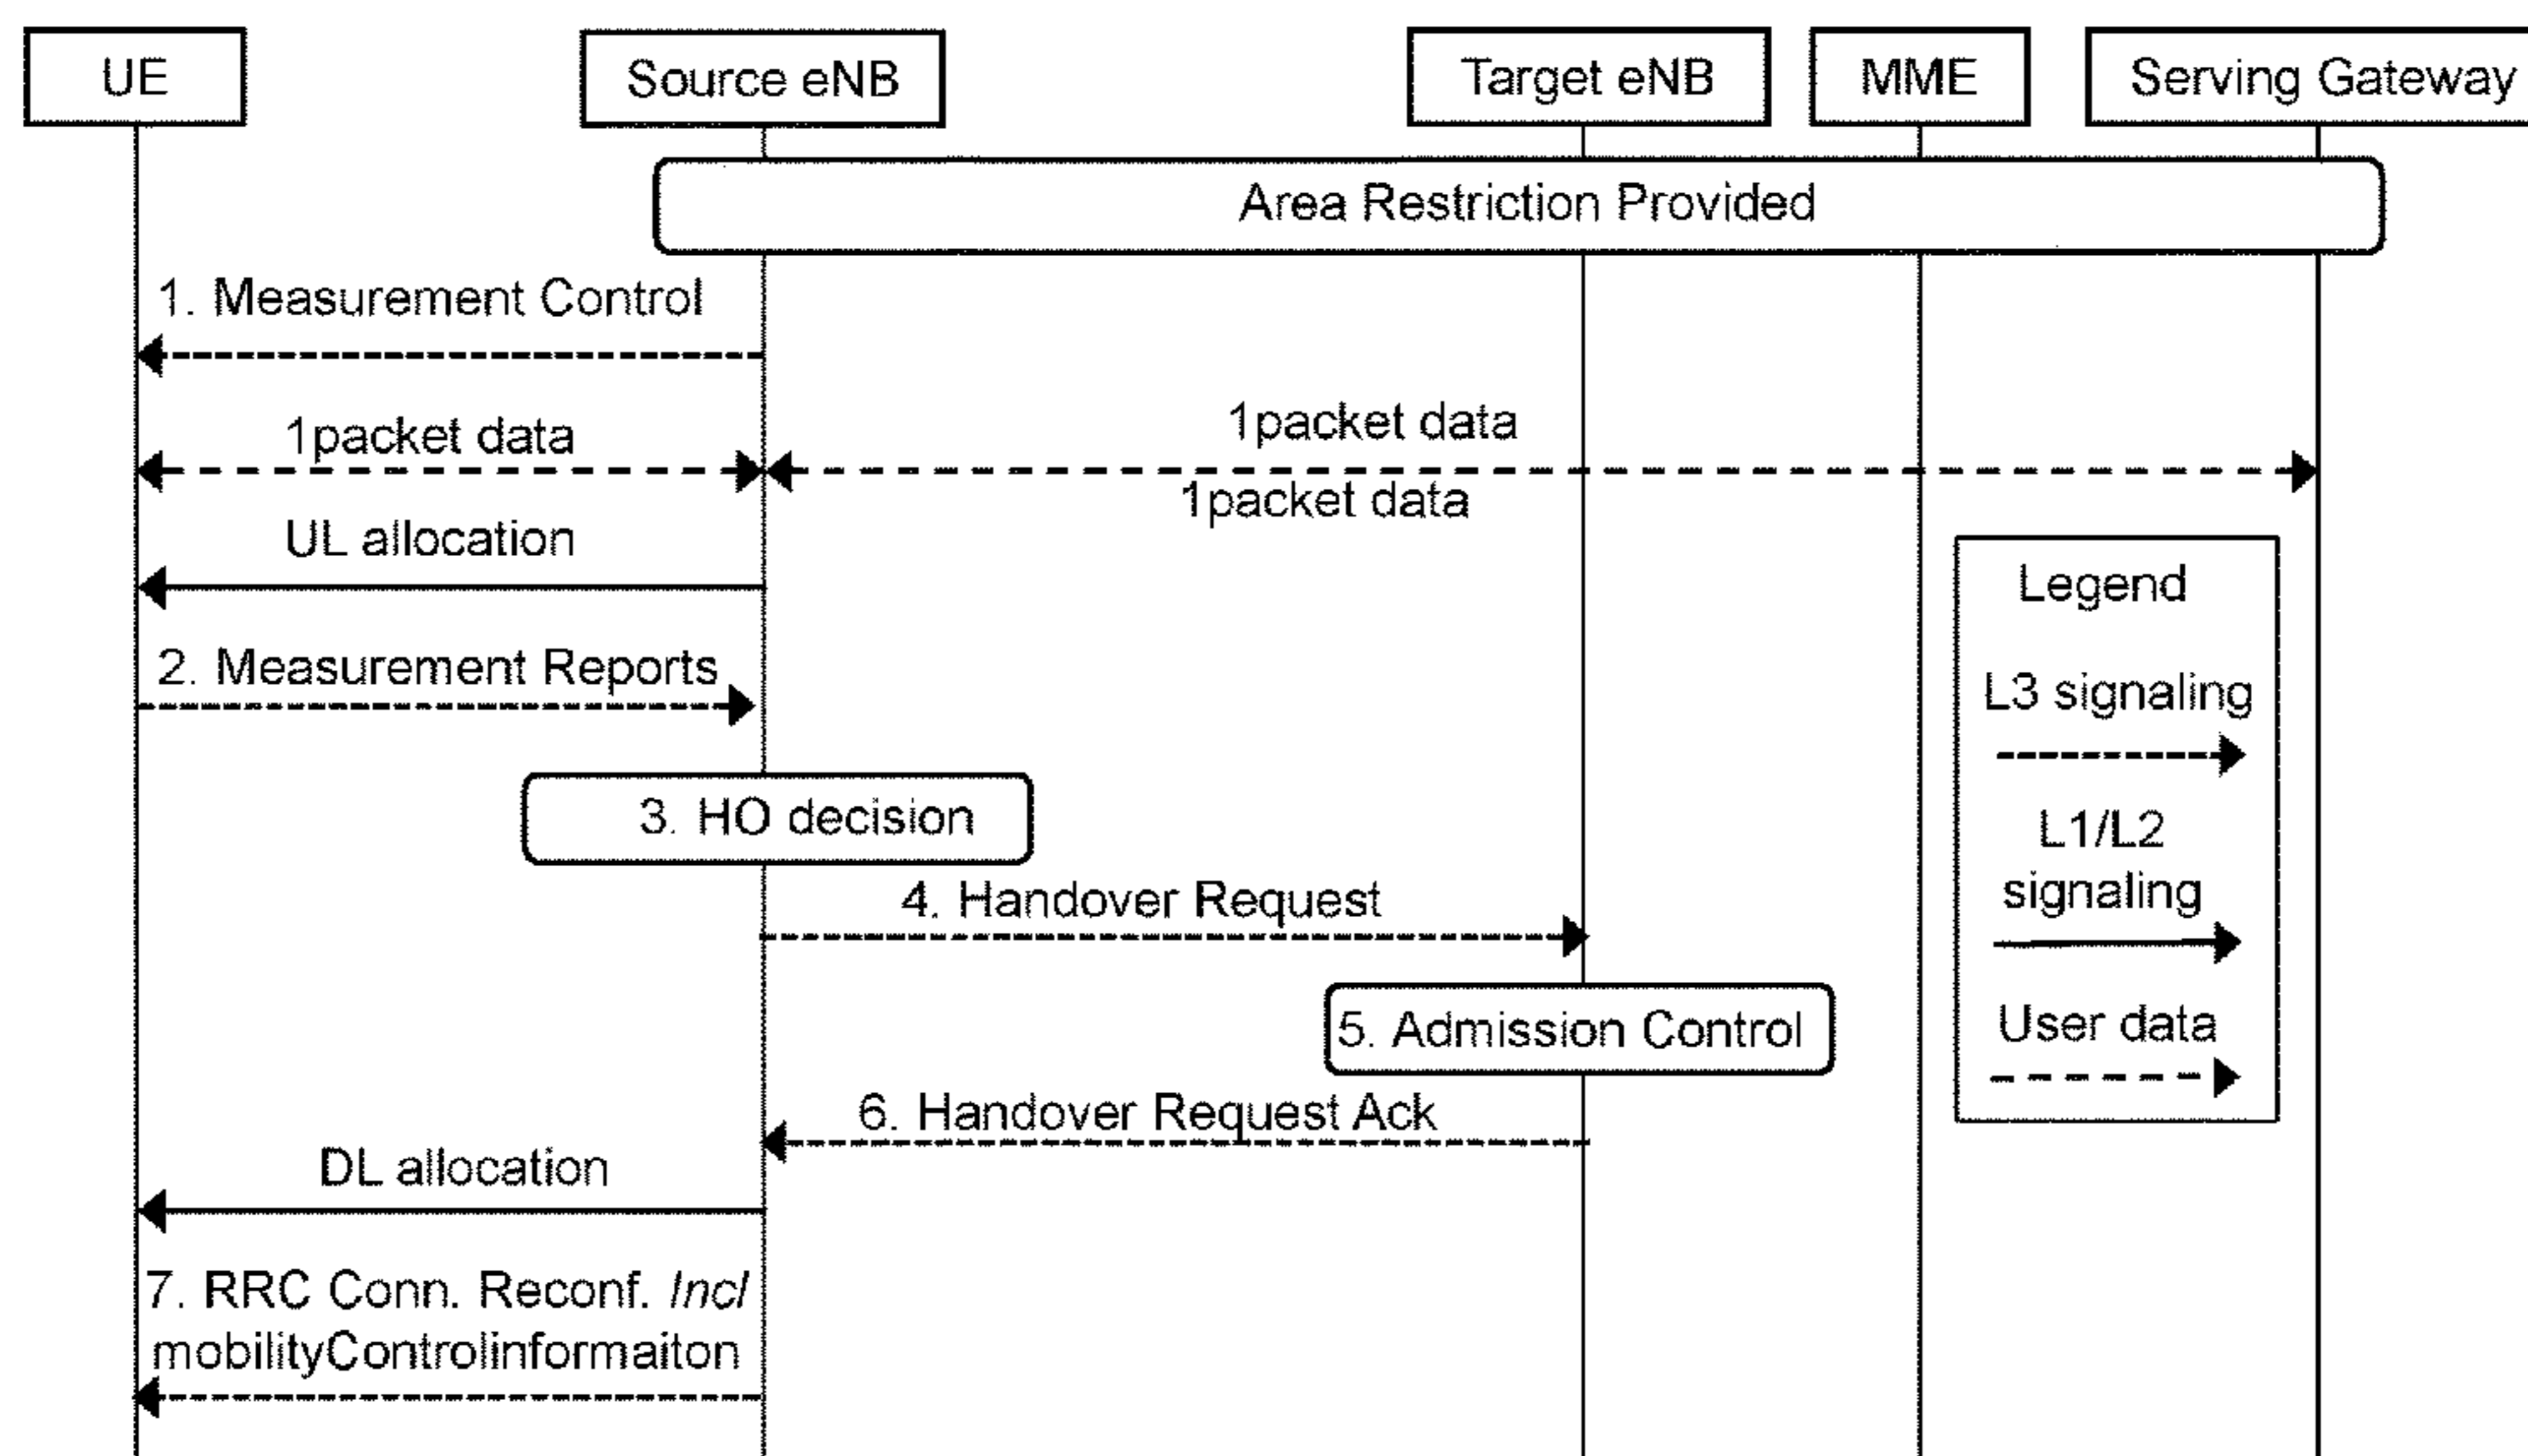 UE
Source eNB
Target eNB
MME
Serving Gateway
Area Restriction Provided
1. Measurement Control
1packet data
1packet data
1packet data
UL allocation
2. Measurement Reports
3. HO decision
4. Handover Request
5. Admission Control
6. Handover Request Ack
DL allocation
7. RRC Conn. Reconf. Incl
mobilityControlinformaiton
Legend
L3 signaling
L1/L2
signaling
User data